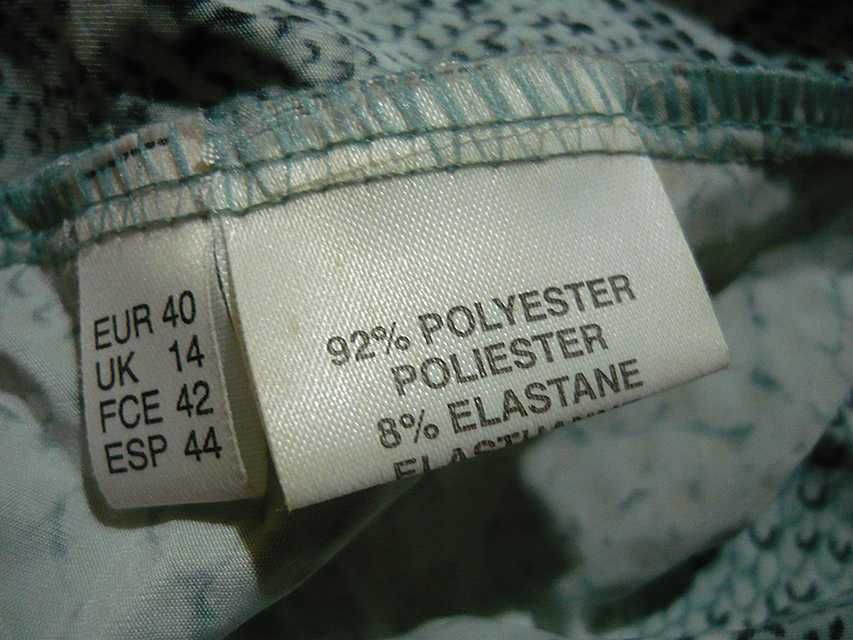 EUR 40
UK 14
FCE 42
ESP 44
92% POLYESTER
POLIESTER
8% ELASTANE